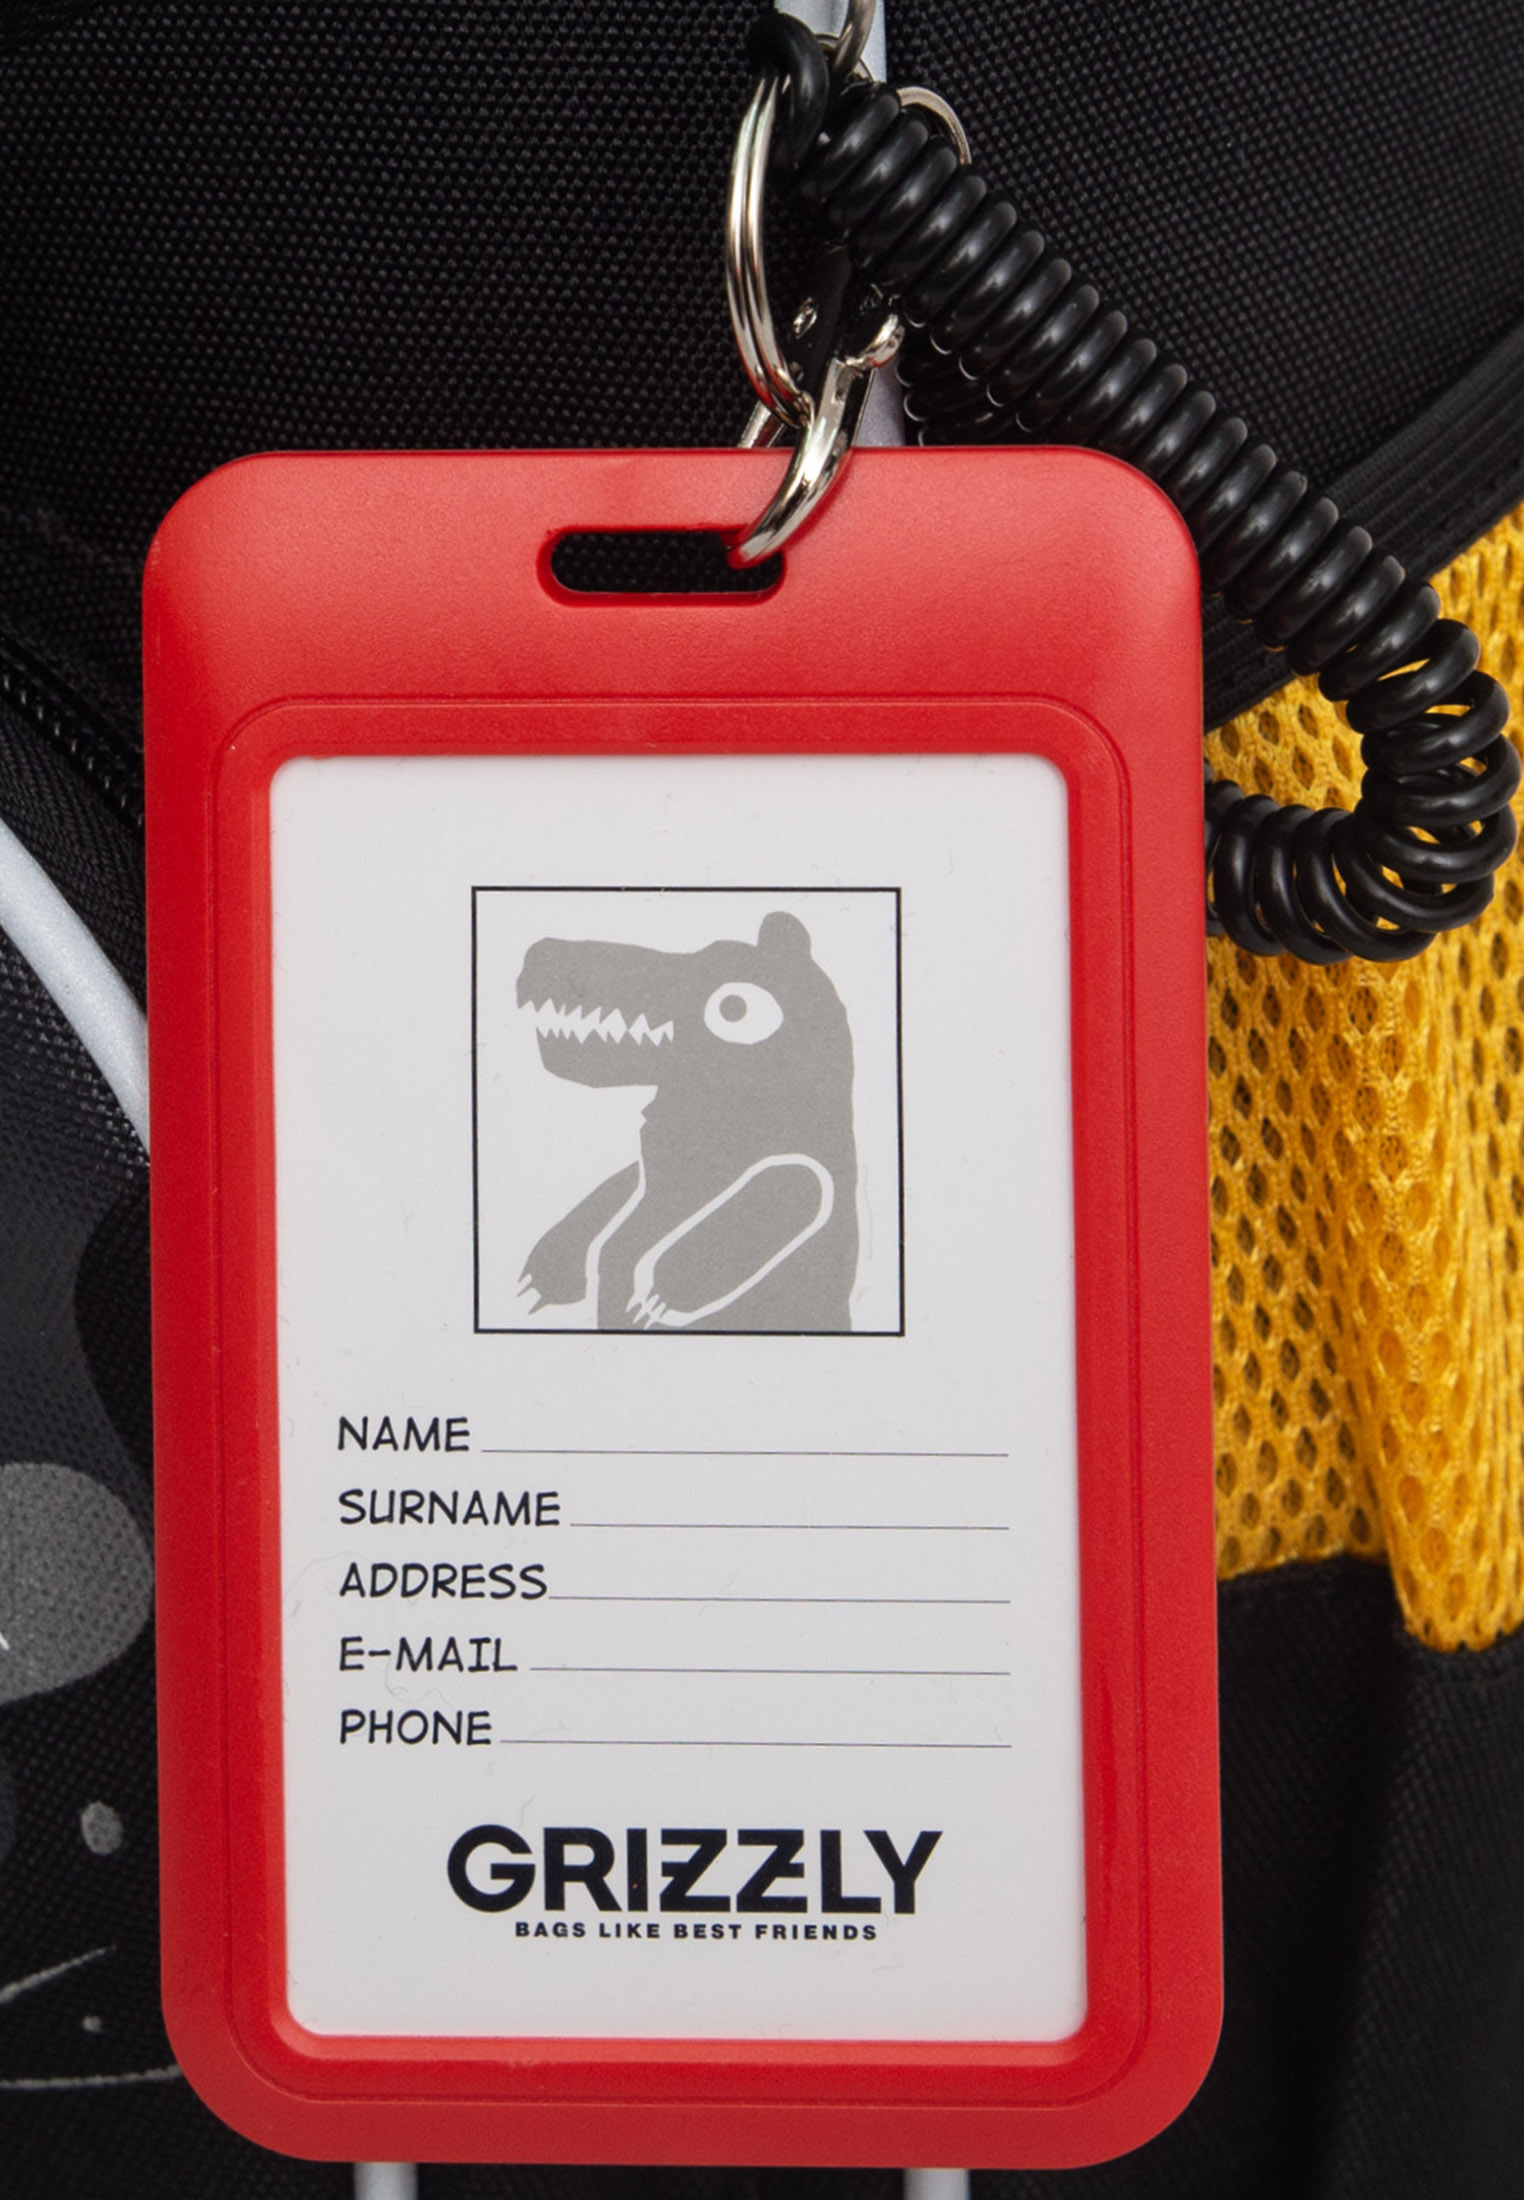 NAME
SURNAME
ADDRESS
E-MAIL
PHONE
GRIZZLY
BAGS LIKE BEST FRIENDS